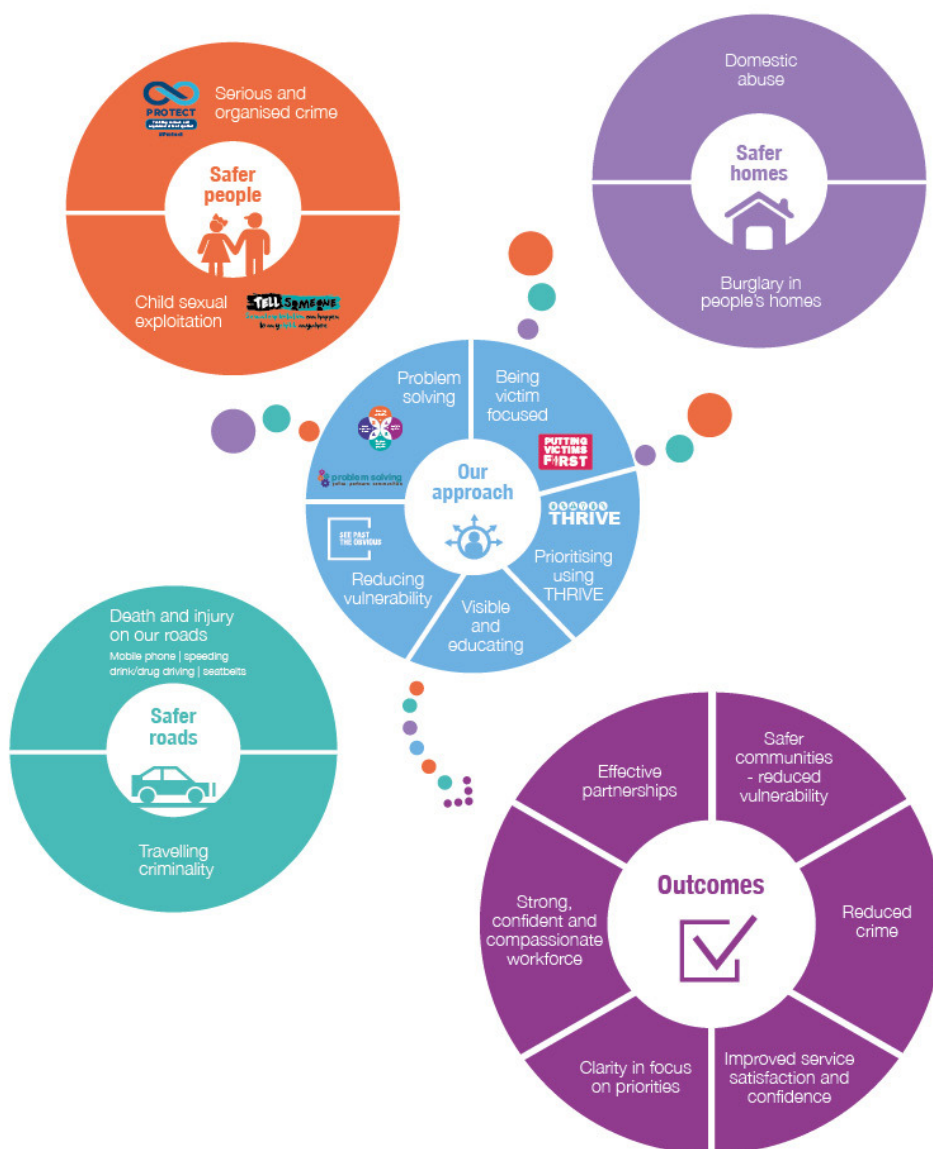 Serious and
organised crime
PROTECT
Safer
people
Child sexual
exploitation
TELL SOMEONE
Domestic
abuse
Safer
homes
Burglary in
people's homes
Problem
solving
problem solving
Being
victim
focused
PUTTING
VICTIMS
FIRST
Our
approach
THRIVE
Prioritising
using
THRIVE
SEE PAST
THE OBVIOUS
Reducing
vulnerability
Visible
and
educating
Death and injury
on our roads
Mobile phone | speeding
drink/drug driving | seatbelts
Safer
roads
Travelling
criminality
Effective
partnerships
Safer
communities
- reduced
vulnerability
Strong,
confident and
compassionate
workforce
Outcomes
Reduced
crime
Clarity in focus
on priorities
Improved service
satisfaction and
confidence